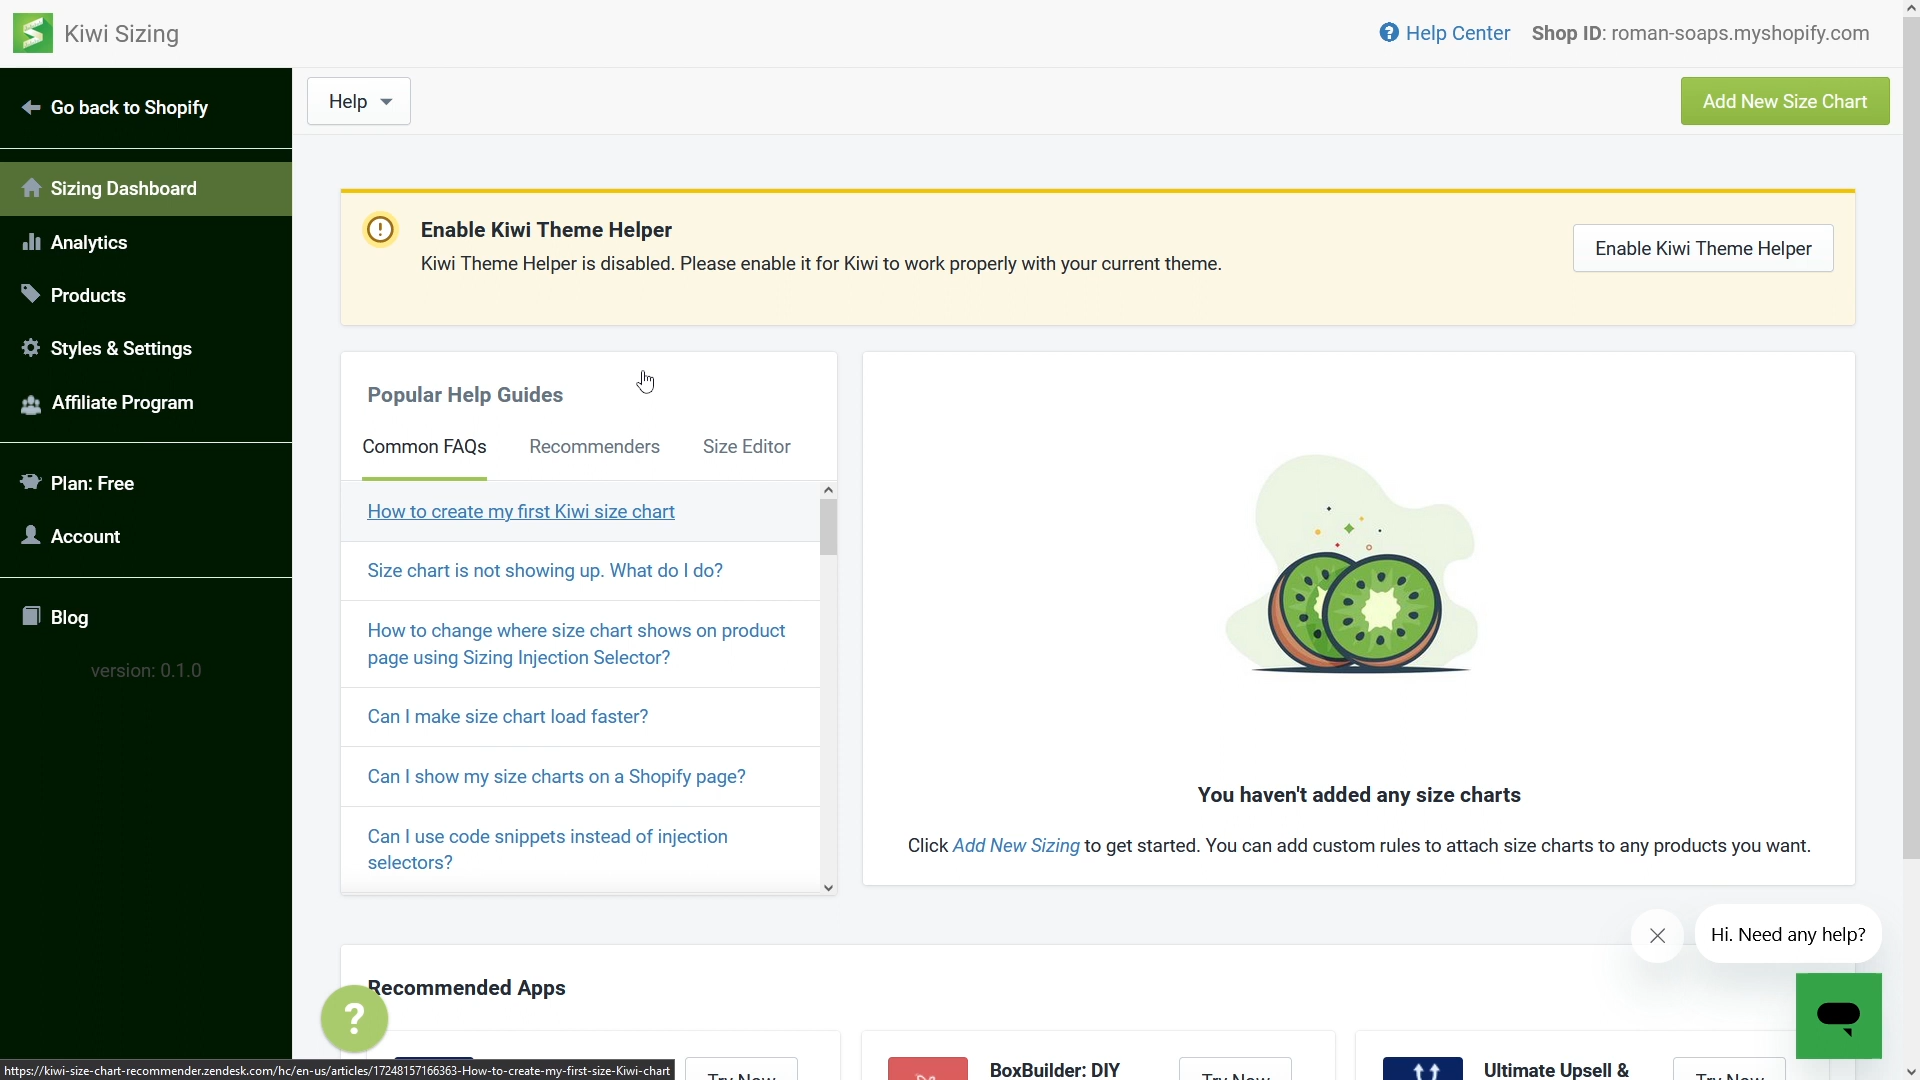 Kiwi Sizing
Help Center
Shop ID: roman-soaps.myshopify.com
Go back to Shopify
Help
Add New Size Chart
Sizing Dashboard
Analytics
Products
Styles & Settings
Affiliate Program
Plan: Free
Account
Blog
version: 0.1.0
Enable Kiwi Theme Helper
Kiwi Theme Helper is disabled. Please enable it for Kiwi to work properly with your current theme.
Enable Kiwi Theme Helper
Popular Help Guides
Common FAQs
Recommenders
Size Editor
How to create my first Kiwi size chart
Size chart is not showing up. What do I do?
How to change where size chart shows on product
page using Sizing Injection Selector?
Can I make size chart load faster?
Can I show my size charts on a Shopify page?
Can I use code snippets instead of injection
selectors?
You haven't added any size charts
Click Add New Sizing to get started. You can add custom rules to attach size charts to any products you want.
Hi. Need any help?
Recommended Apps
?
Try Now
BoxBuilder: DIY
Try Now
Ultimate Upsell &
Try Now
https://kiwi-size-chart-recommender.zendesk.com/hc/en-us/articles/17248157166363-How-to-create-my-first-size-Kiwi-chart